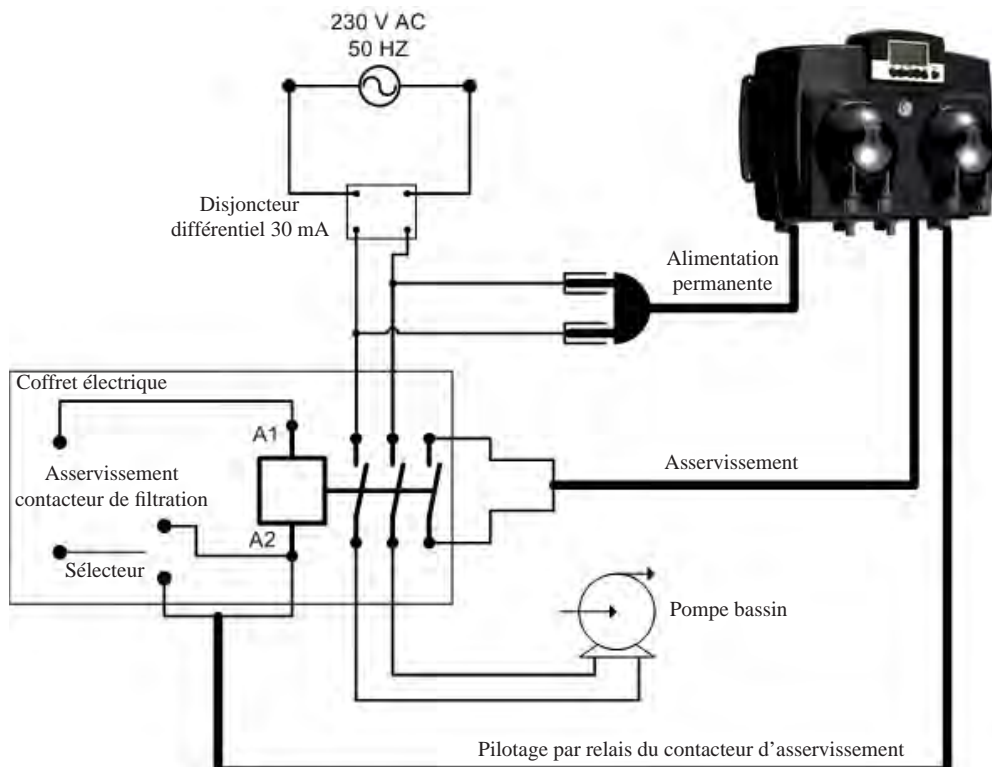 230 V AC
50 HZ
Disjoncteur
différentiel 30 mA
Alimentation
permanente
Coffret électrique
A1
Asservissement
contacteur de filtration
Asservissement
A2
Sélecteur
Pompe bassin
Pilotage par relais du contacteur d’asservissement